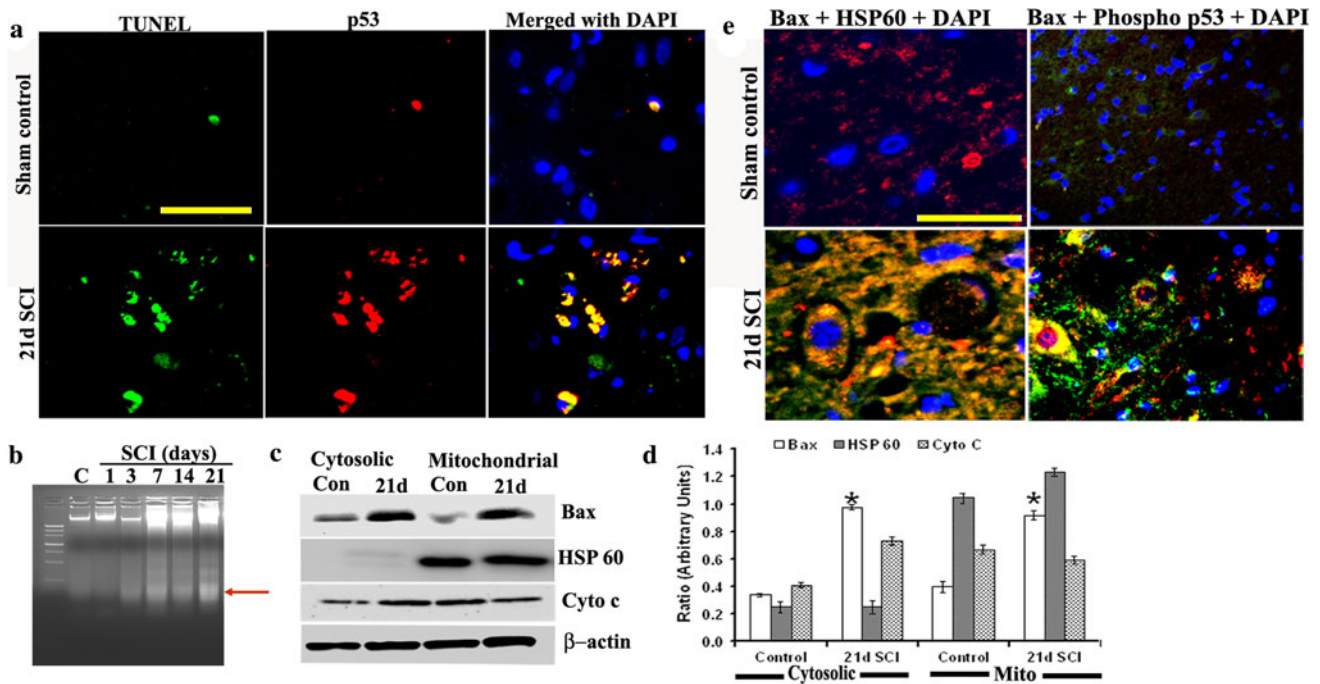 a
TUNEL
p53
Merged with DAPI
Sham control
21d SCI
e
Bax + HSP60 + DAPI
Bax + Phospho p53 + DAPI
Sham control
21d SCI
b
SCI (days)
C 1 3 7 14 21
c
Cytosolic Mitochondrial
Con 21d Con 21d
Bax
HSP 60
Cyto c
β-actin
d
Bax HSP 60 Cyto C
Ratio (Arbitrary Units)
1.4
1.2
1.0
0.8
0.6
0.4
0.2
0.0
* *
Control 21d SCI Control 21d SCI
Cytosolic Mito